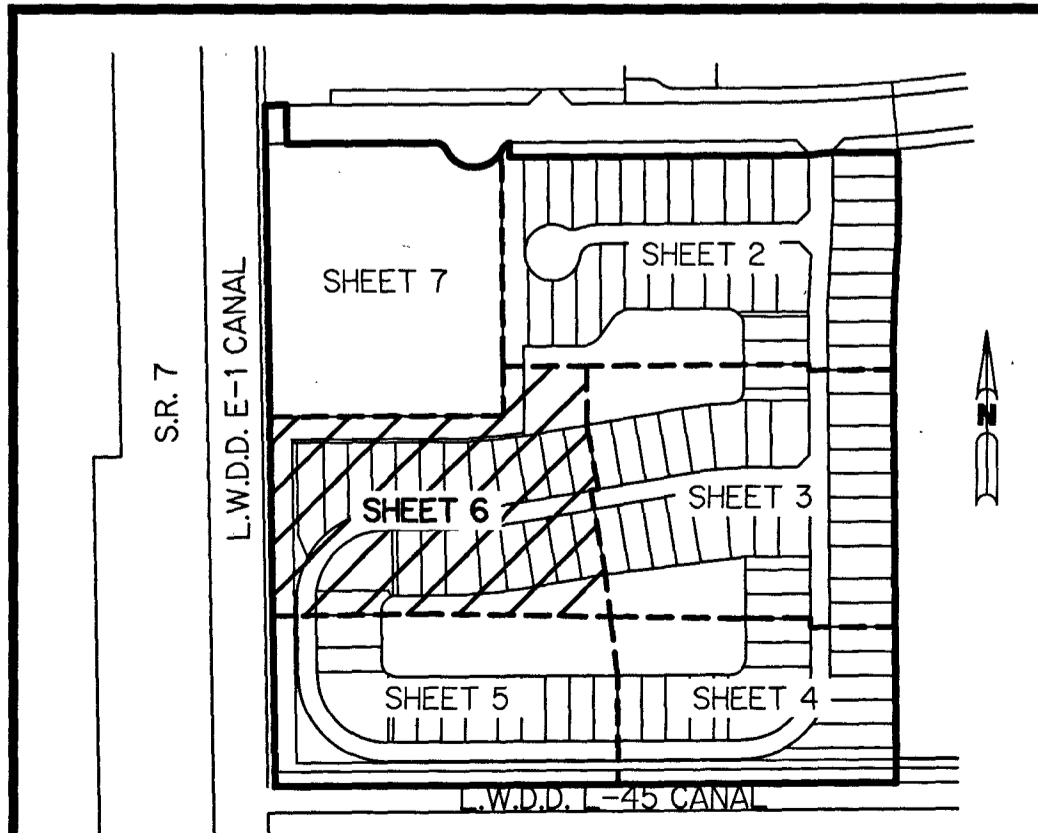 SHEET 2
SHEET 7
L.W.D.D. E-1 CANAL
S.R. 7
N
SHEET 6
SHEET 3
SHEET 5
SHEET 4
L.W.D.D. L-45 CANAL